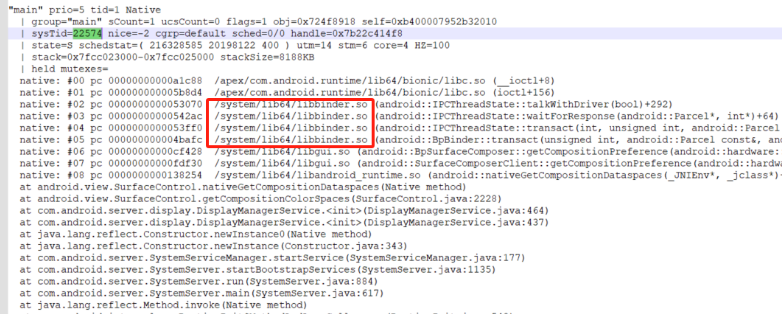 "main" prio=5 tid=1 Native
| group="main" sCount=1 ucsCount=0 flags=1 obj=0x724f8918 self=0xb400007952b32010
| sysTid=22574 nice=-2 cgrp=default sched=0/0 handle=0x7b22c414f8
| state=S schedstat=( 216328585 20198122 400 ) utm=14 stm=6 core=4 HZ=100
| stack=0x7fcc023000-0x7fcc025000 stackSize=8188KB
| held mutexes=
native: #00 pc 00000000000a1c88 /apex/com.android.runtime/lib64/bionic/libc.so (__ioctl+8)
native: #01 pc 000000000005b8d4 /apex/com.android.runtime/lib64/bionic/libc.so (ioctl+156)
native: #02 pc 0000000000053070 /system/lib64/libbinder.so (android::IPCThreadState::talkWithDriver(bool)+292)
native: #03 pc 00000000000542ac /system/lib64/libbinder.so (android::IPCThreadState::waitForResponse(android::Parcel*, int*)+64)
native: #04 pc 0000000000053ff0 /system/lib64/libbinder.so (android::IPCThreadState::transact(int, unsigned int, android::Parcel
native: #05 pc 000000000004bafc /system/lib64/libbinder.so (android::BpBinder::transact(unsigned int, android::Parcel const&, an
native: #06 pc 00000000000cf428 /system/lib64/libgui.so (android::BpSurfaceComposer::getCompositionPreference(android::hardware:
native: #07 pc 00000000000fdf30 /system/lib64/libgui.so (android::SurfaceComposerClient::getCompositionPreference(android::hardwa
native: #08 pc 0000000000138254 /system/lib64/libandroid_runtime.so (android::nativeGetCompositionDataspaces(_JNIEnv*, _jclass*)+
at android.view.SurfaceControl.nativeGetCompositionDataspaces(Native method)
at android.view.SurfaceControl.getCompositionColorSpaces(SurfaceControl.java:2228)
at com.android.server.display.DisplayManagerService.<init>(DisplayManagerService.java:464)
at com.android.server.display.DisplayManagerService.<init>(DisplayManagerService.java:437)
at java.lang.reflect.Constructor.newInstance0(Native method)
at java.lang.reflect.Constructor.newInstance(Constructor.java:343)
at com.android.server.SystemServiceManager.startService(SystemServiceManager.java:177)
at com.android.server.SystemServer.startBootstrapServices(SystemServer.java:1135)
at com.android.server.SystemServer.run(SystemServer.java:884)
at com.android.server.SystemServer.main(SystemServer.java:617)
at java.lang.reflect.Method.invoke(Native method)